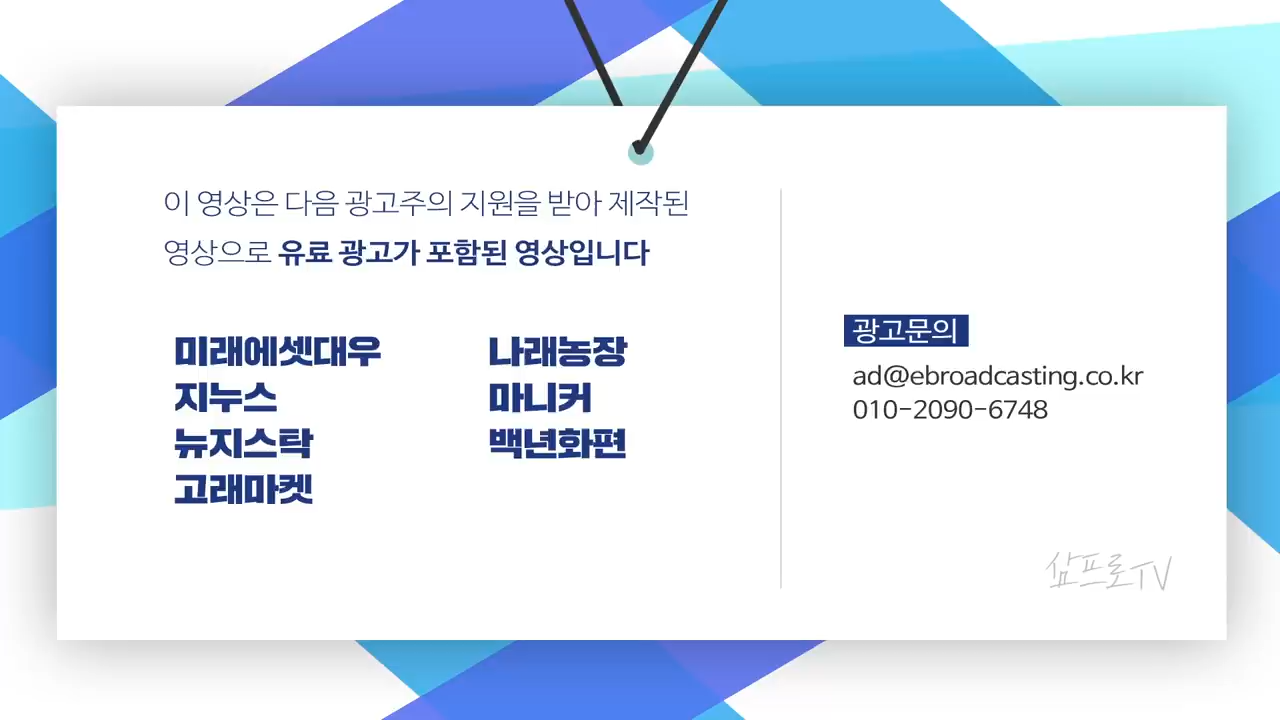 이 영상은 다음 광고주의 지원을 받아 제작된
영상으로 유료 광고가 포함된 영상입니다
미래에셋대우
지누스
뉴지스탁
고래마켓
나래농장
마니커
백년화편
광고문의
ad@ebroadcasting.co.kr
010-2090-6748
삼프로TV